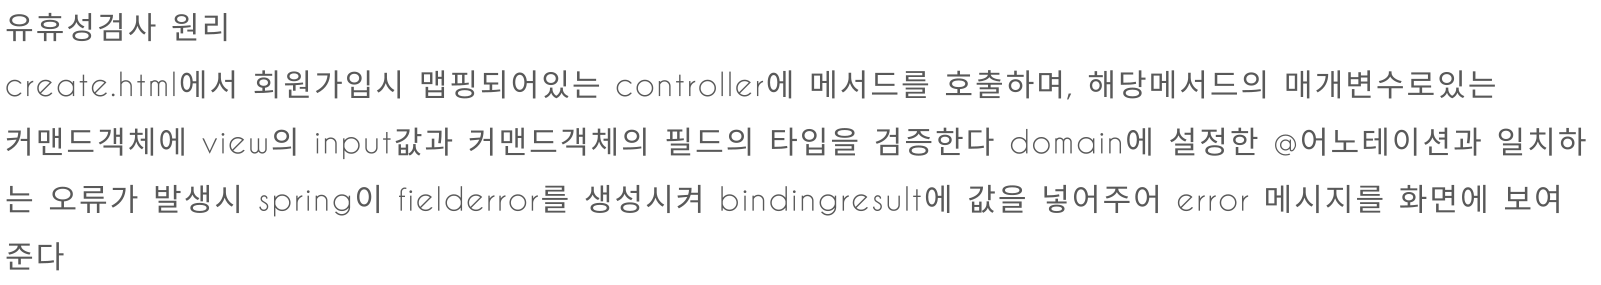 유휴성검사 원리
create.html에서 회원가입시 맵핑되어있는 controller에 메서드를 호출하며, 해당메서드의 매개변수로있는
커맨드객체에 view의 input값과 커맨드객체의 필드의 타입을 검증한다 domain에 설정한 @어노테이션과 일치하
는 오류가 발생시 spring이 fielderror를 생성시켜 bindingresult에 값을 넣어주어 error 메시지를 화면에 보여
준다